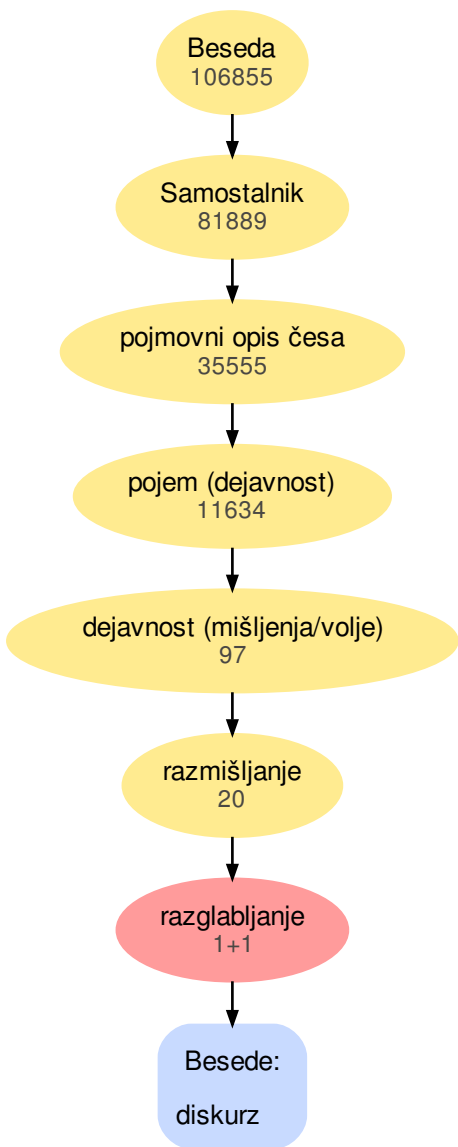 Beseda
106855
Samostalnik
81889
pojmovni opis česa
35555
pojem (dejavnost)
11634
dejavnost (mišljenja/volje)
97
razmišljanje
20
razglabljanje
1+1
Besede:
diskurz